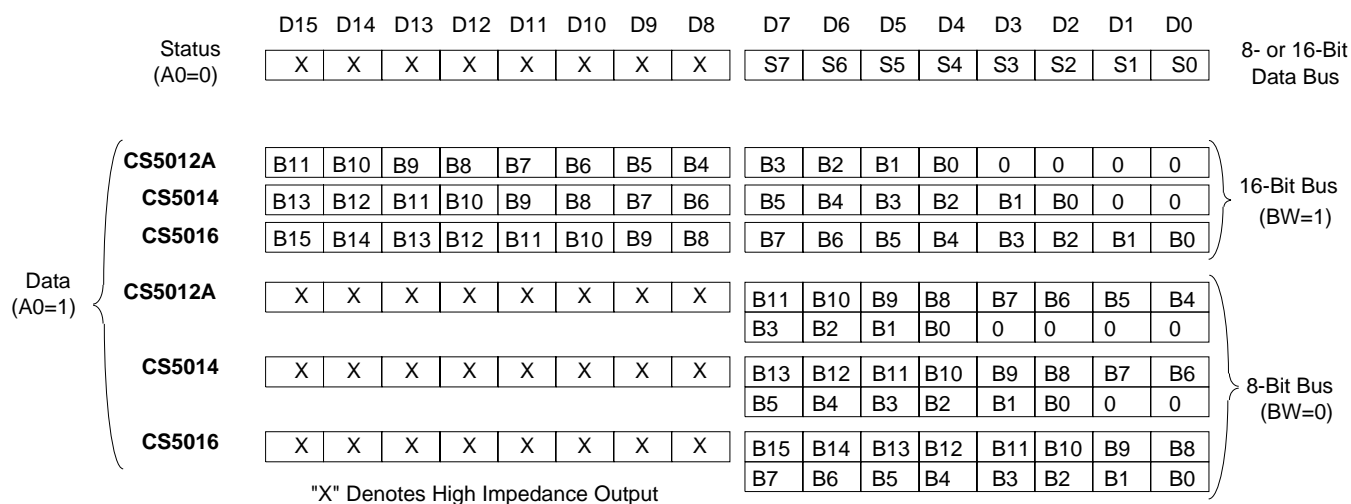 D15 D14 D13 D12 D11 D10 D9 D8 D7 D6 D5 D4 D3 D2 D1 D0
Status (A0=0) X X X X X X X X S7 S6 S5 S4 S3 S2 S1 S0 8- or 16-Bit Data Bus
CS5012A B11 B10 B9 B8 B7 B6 B5 B4 B3 B2 B1 B0 0 0 0 0
CS5014 B13 B12 B11 B10 B9 B8 B7 B6 B5 B4 B3 B2 B1 B0 0 0
16-Bit Bus (BW=1)
CS5016 B15 B14 B13 B12 B11 B10 B9 B8 B7 B6 B5 B4 B3 B2 B1 B0
Data (A0=1)
CS5012A X X X X X X X X B11 B10 B9 B8 B7 B6 B5 B4
B3 B2 B1 B0 0 0 0 0
CS5014 X X X X X X X X B13 B12 B11 B10 B9 B8 B7 B6
B5 B4 B3 B2 B1 B0 0 0
8-Bit Bus (BW=0)
CS5016 X X X X X X X X B15 B14 B13 B12 B11 B10 B9 B8
B7 B6 B5 B4 B3 B2 B1 B0
"X" Denotes High Impedance Output